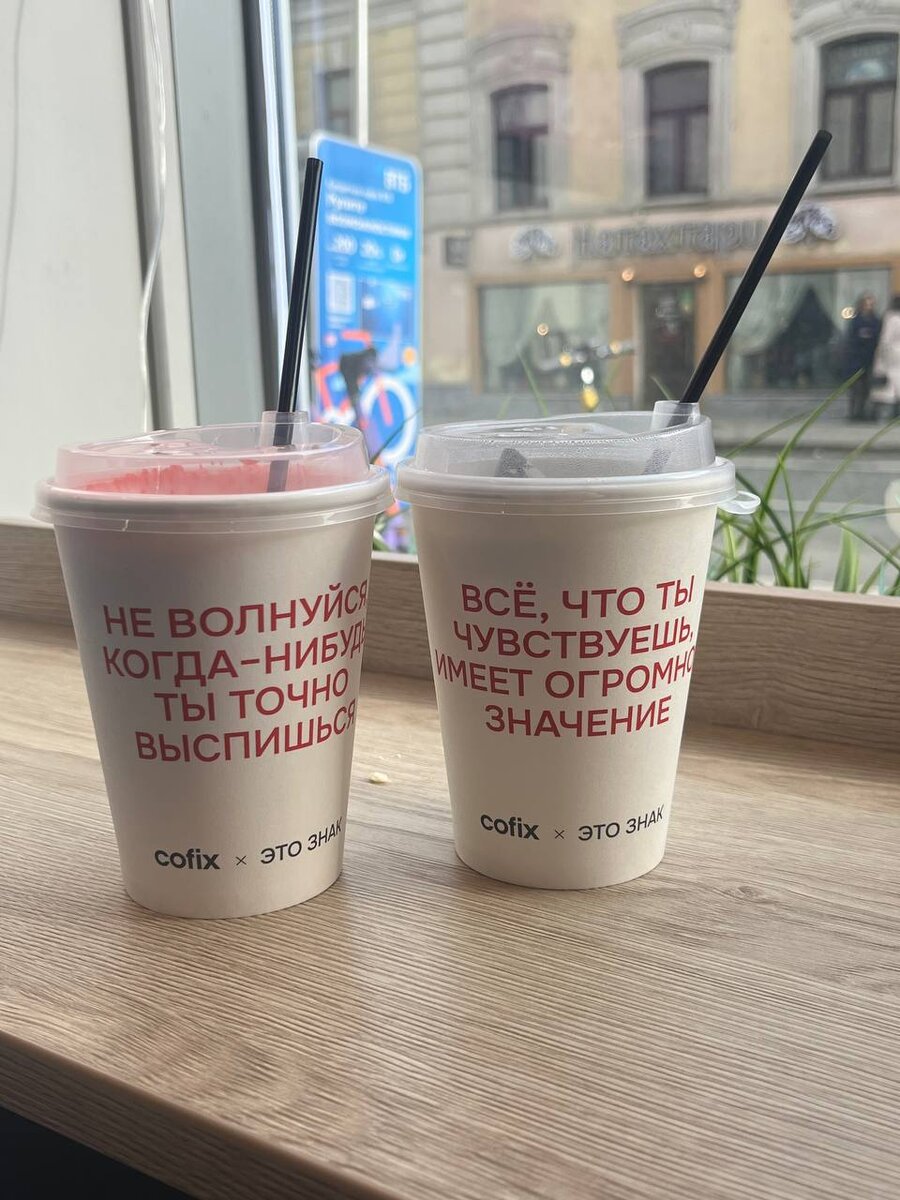 НЕ ВОЛНУЙСЯ,
КОГДА-НИБУДЬ
ТЫ ТОЧНО
ВЫСПИШЬСЯ
cofix × ЭТО ЗНАК
ВСЁ, ЧТО ТЫ
ЧУВСТВУЕШЬ,
ИМЕЕТ ОГРОМНО
ЗНАЧЕНИЕ
cofix × ЭТО ЗНАК